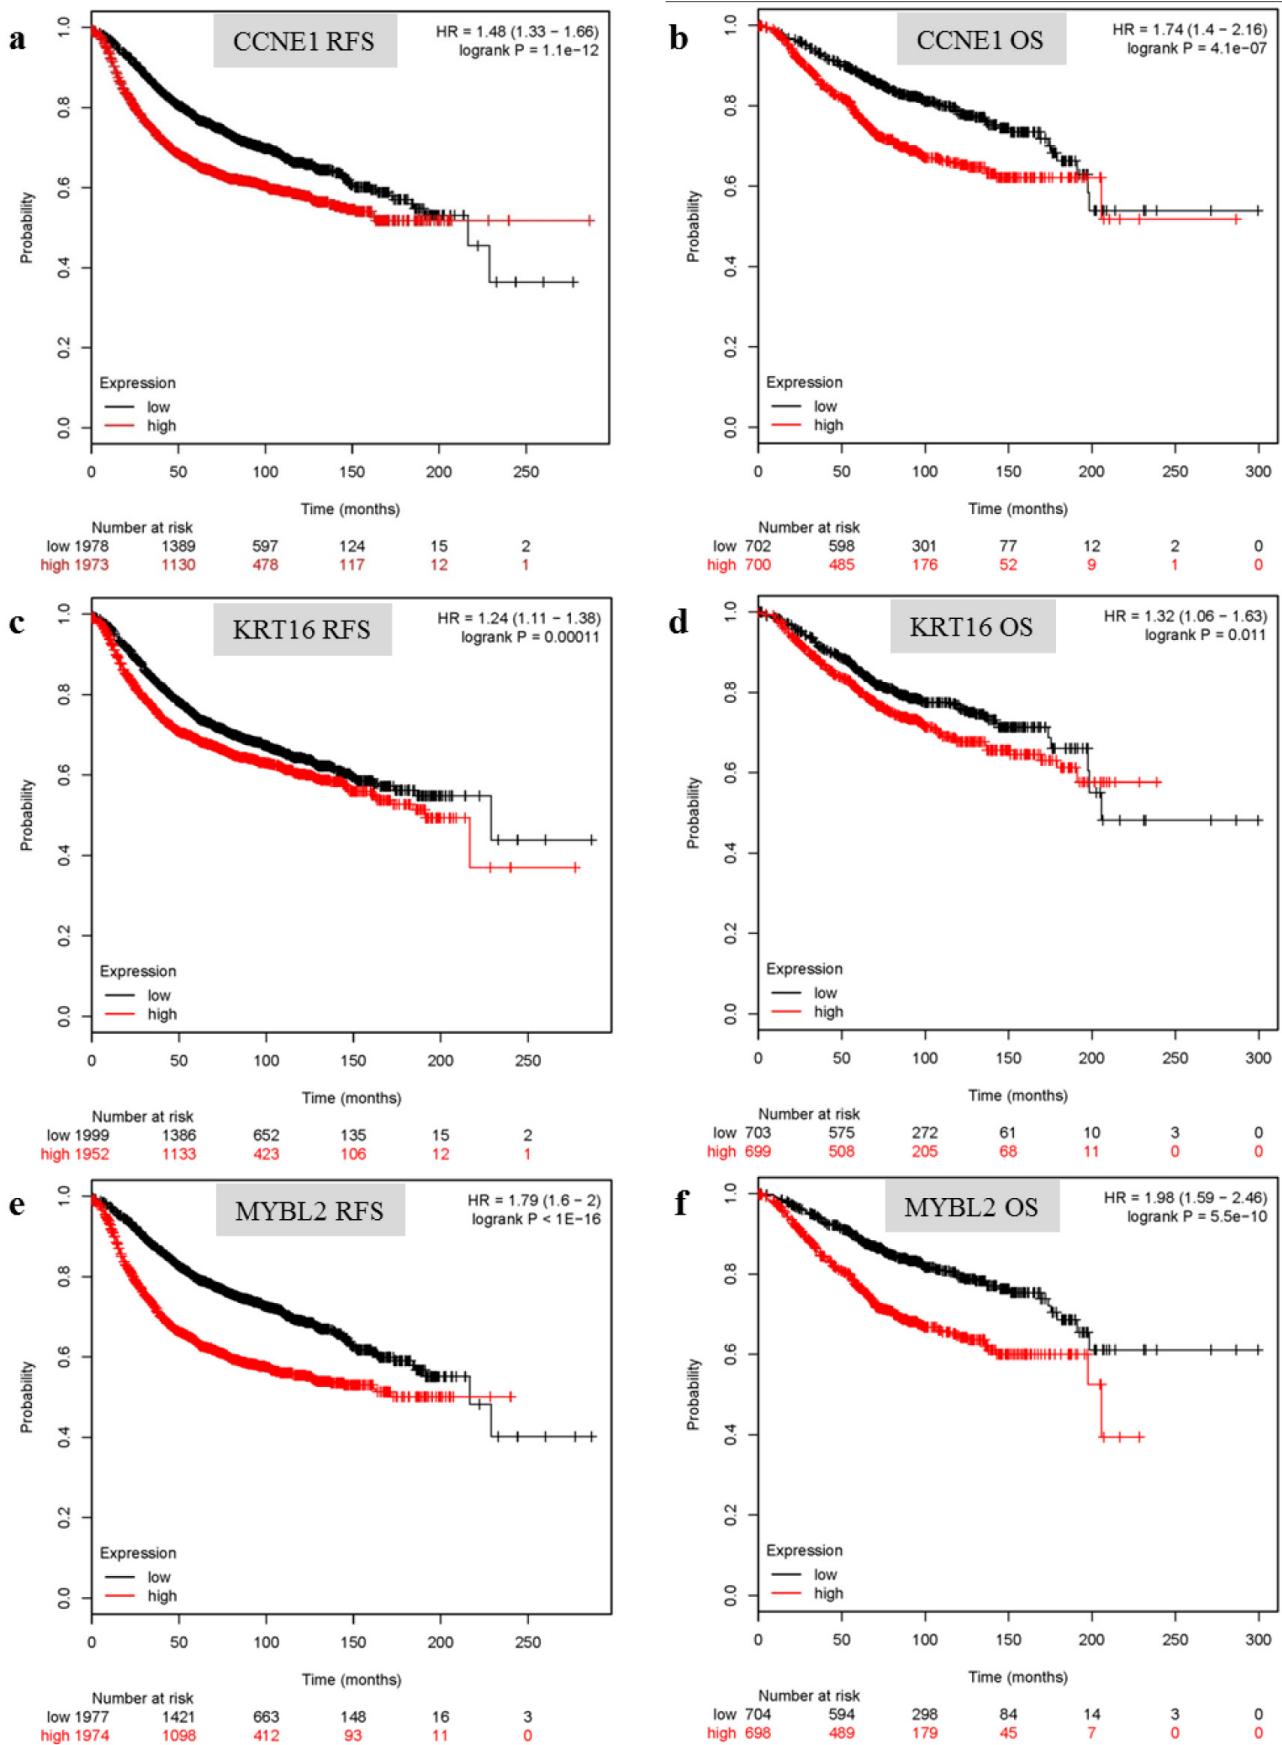 a
CCNE1 RFS
HR = 1.48 (1.33 − 1.66)
logrank P = 1.1e−12
Probability
1.0
0.8
0.6
0.4
0.2
0.0
Expression
low
high
0 50 100 150 200 250
Time (months)
Number at risk
low 1978 1389 597 124 15 2
high 1973 1130 478 117 12 1
b
CCNE1 OS
HR = 1.74 (1.4 − 2.16)
logrank P = 4.1e−07
Probability
1.0
0.8
0.6
0.4
0.2
0.0
Expression
low
high
0 50 100 150 200 250 300
Time (months)
Number at risk
low 702 598 301 77 12 2 0
high 700 485 176 52 9 1 0
c
KRT16 RFS
HR = 1.24 (1.11 − 1.38)
logrank P = 0.00011
Probability
1.0
0.8
0.6
0.4
0.2
0.0
Expression
low
high
0 50 100 150 200 250
Time (months)
Number at risk
low 1999 1386 652 135 15 2
high 1952 1133 423 106 12 1
d
KRT16 OS
HR = 1.32 (1.06 − 1.63)
logrank P = 0.011
Probability
1.0
0.8
0.6
0.4
0.2
0.0
Expression
low
high
0 50 100 150 200 250 300
Time (months)
Number at risk
low 703 575 272 61 10 3 0
high 699 508 205 68 11 0 0
e
MYBL2 RFS
HR = 1.79 (1.6 − 2)
logrank P < 1E−16
Probability
1.0
0.8
0.6
0.4
0.2
0.0
Expression
low
high
0 50 100 150 200 250
Time (months)
Number at risk
low 1977 1421 663 148 16 3
high 1974 1098 412 93 11 0
f
MYBL2 OS
HR = 1.98 (1.59 − 2.46)
logrank P = 5.5e−10
Probability
1.0
0.8
0.6
0.4
0.2
0.0
Expression
low
high
0 50 100 150 200 250 300
Time (months)
Number at risk
low 704 594 298 84 14 3 0
high 698 489 179 45 7 0 0